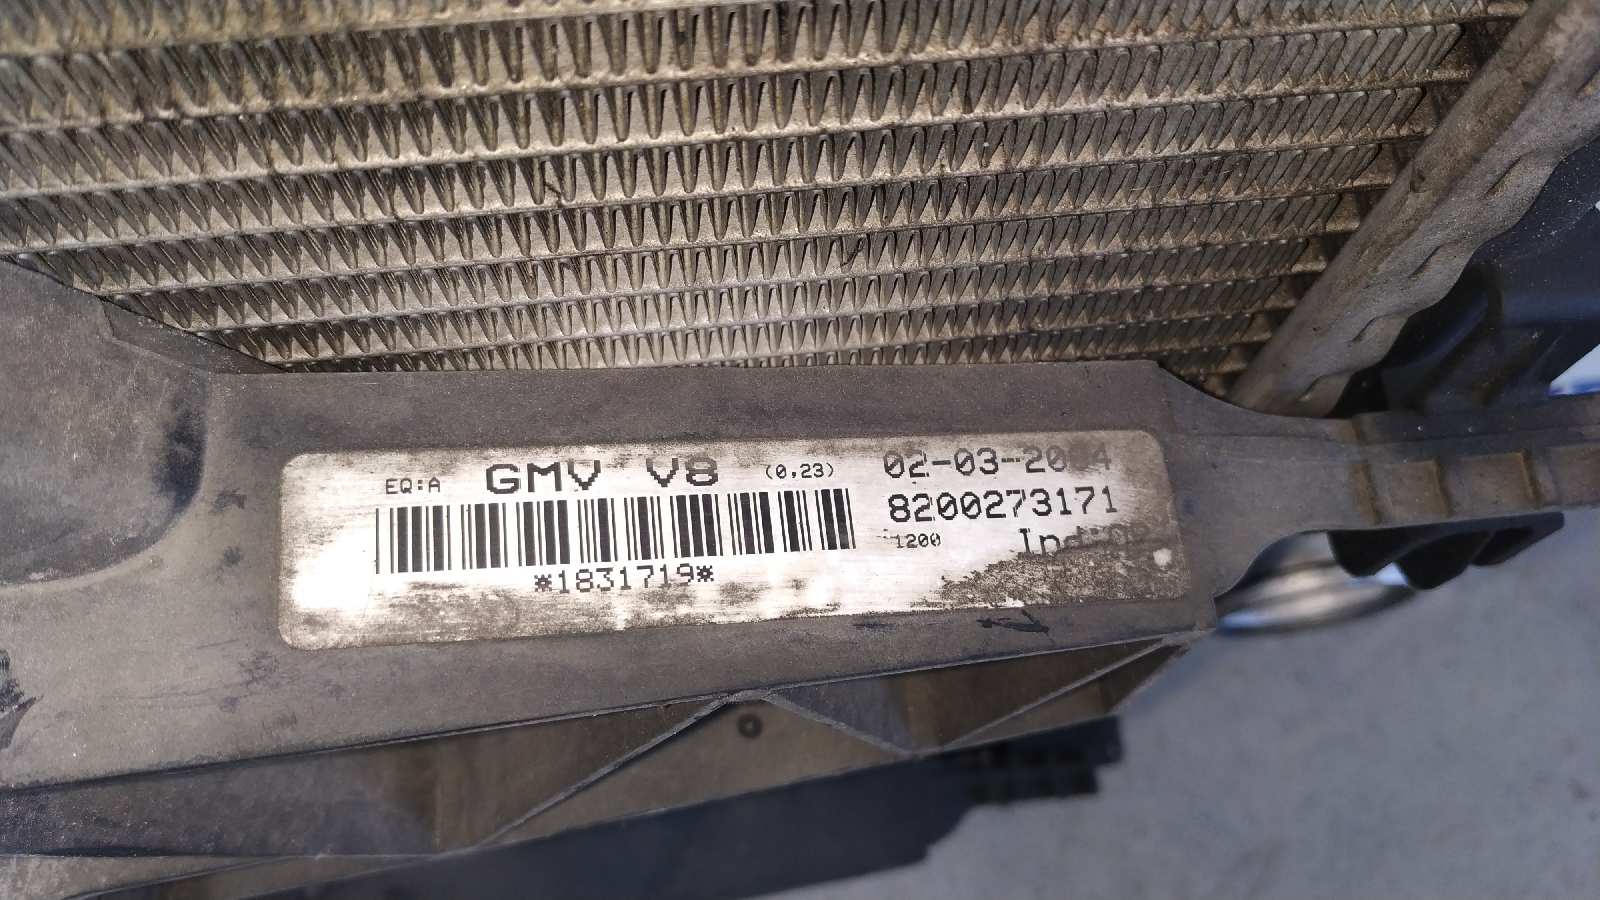 EQ:A GMV V8 (0,23) 02-03-2004
8200273171
1200
*1831719*